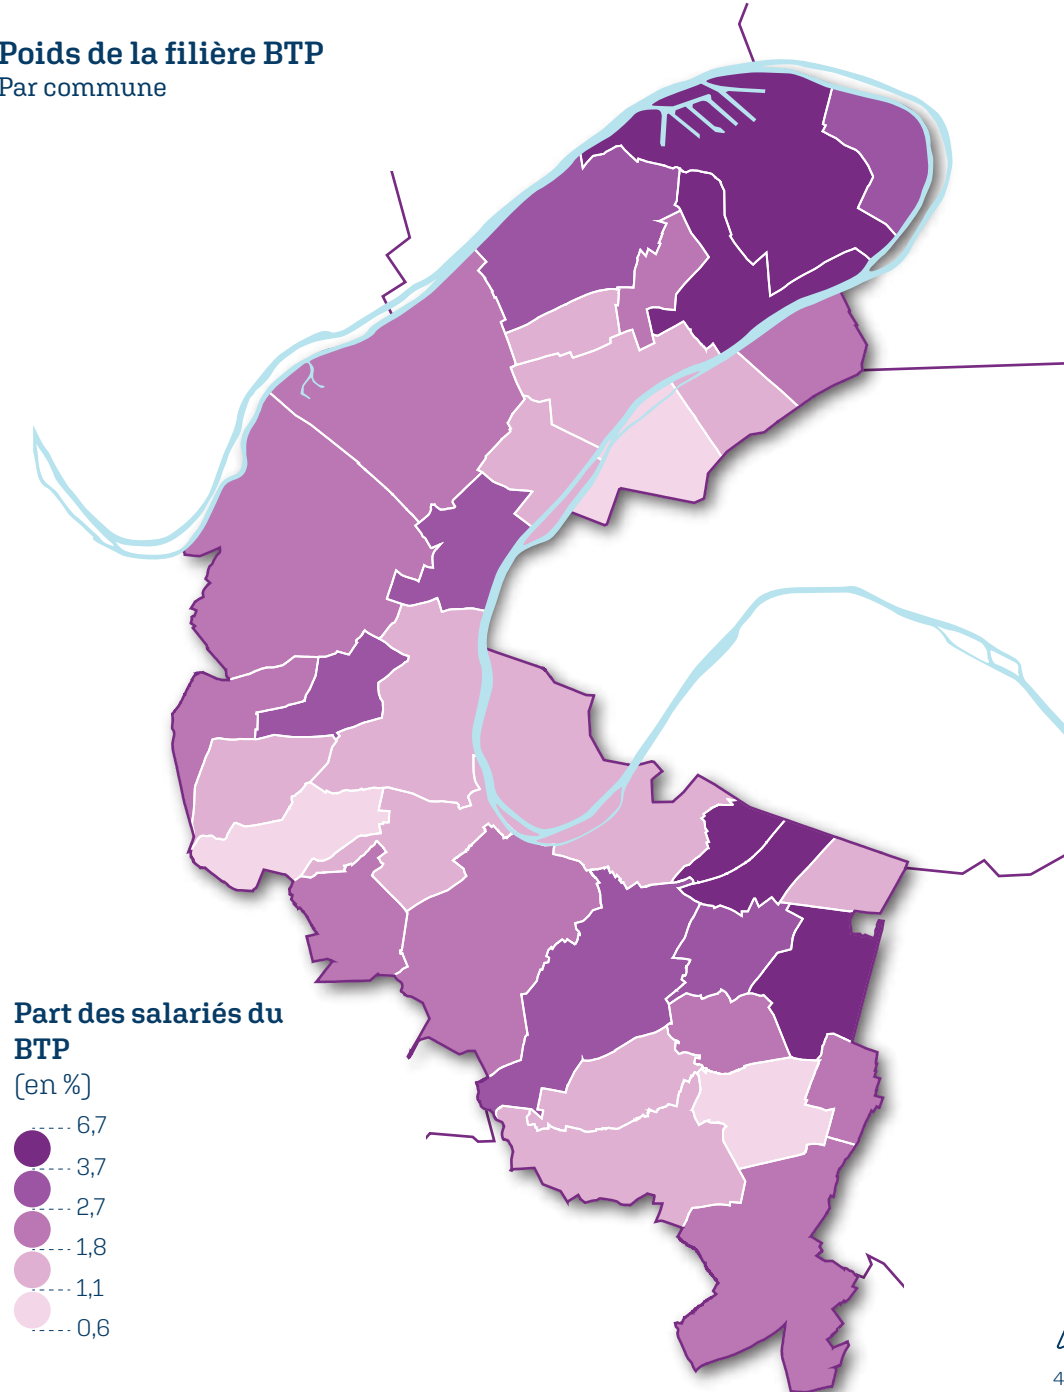 Poids de la filière BTP
Par commune
Part des salariés du
BTP
(en %)
6,7
3,7
2,7
1,8
1,1
0,6
4